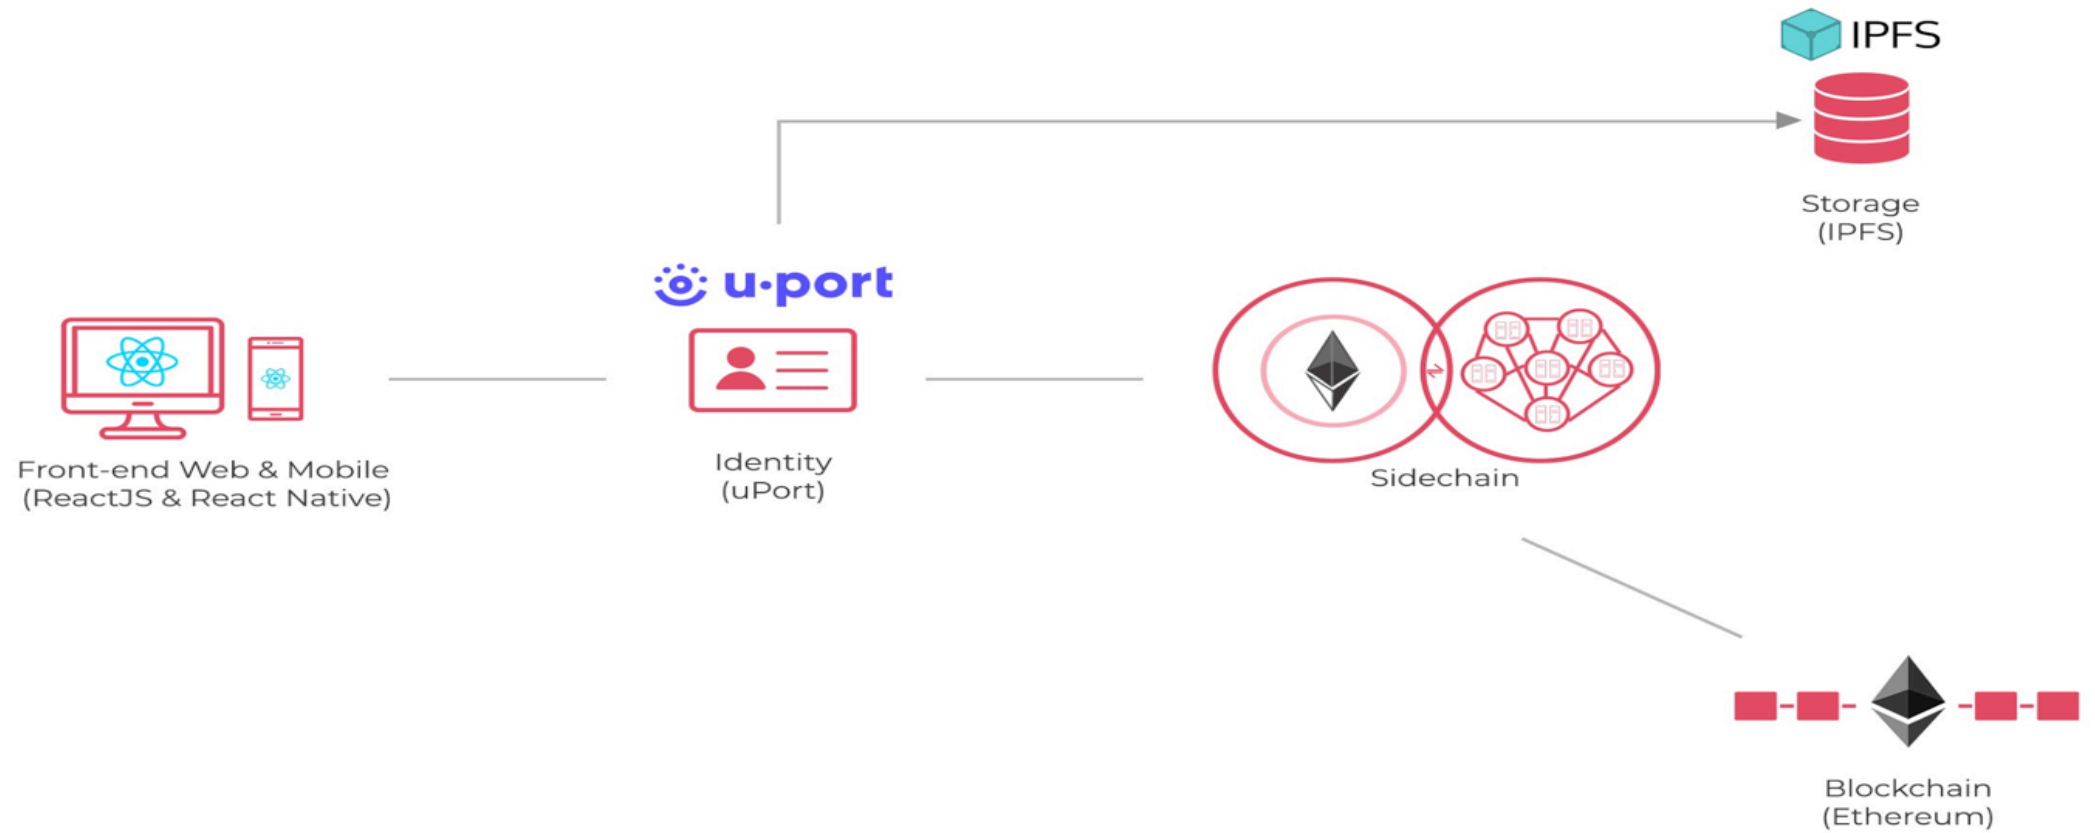 IPFS
Storage
(IPFS)
u·port
Front-end Web & Mobile
(ReactJS & React Native)
Identity
(uPort)
Sidechain
Blockchain
(Ethereum)